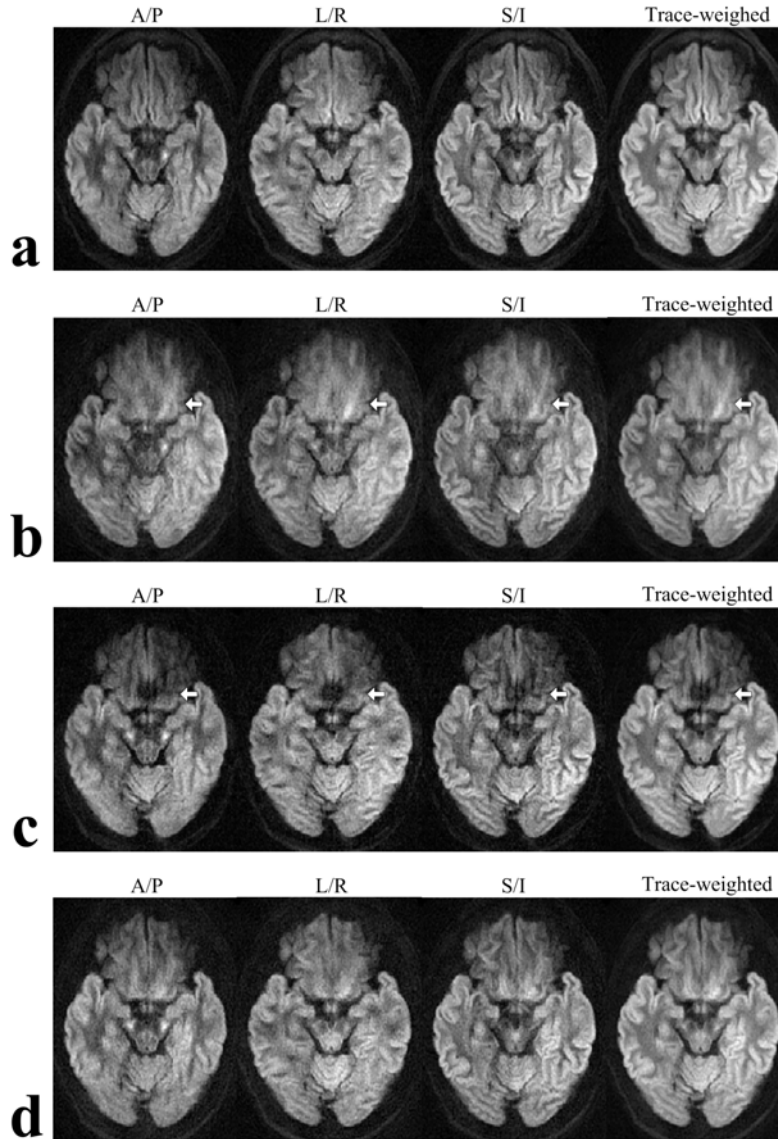 A/P L/R S/I Trace-weighed
a
A/P L/R S/I Trace-weighted
b
A/P L/R S/I Trace-weighted
c
A/P L/R S/I Trace-weighted
d